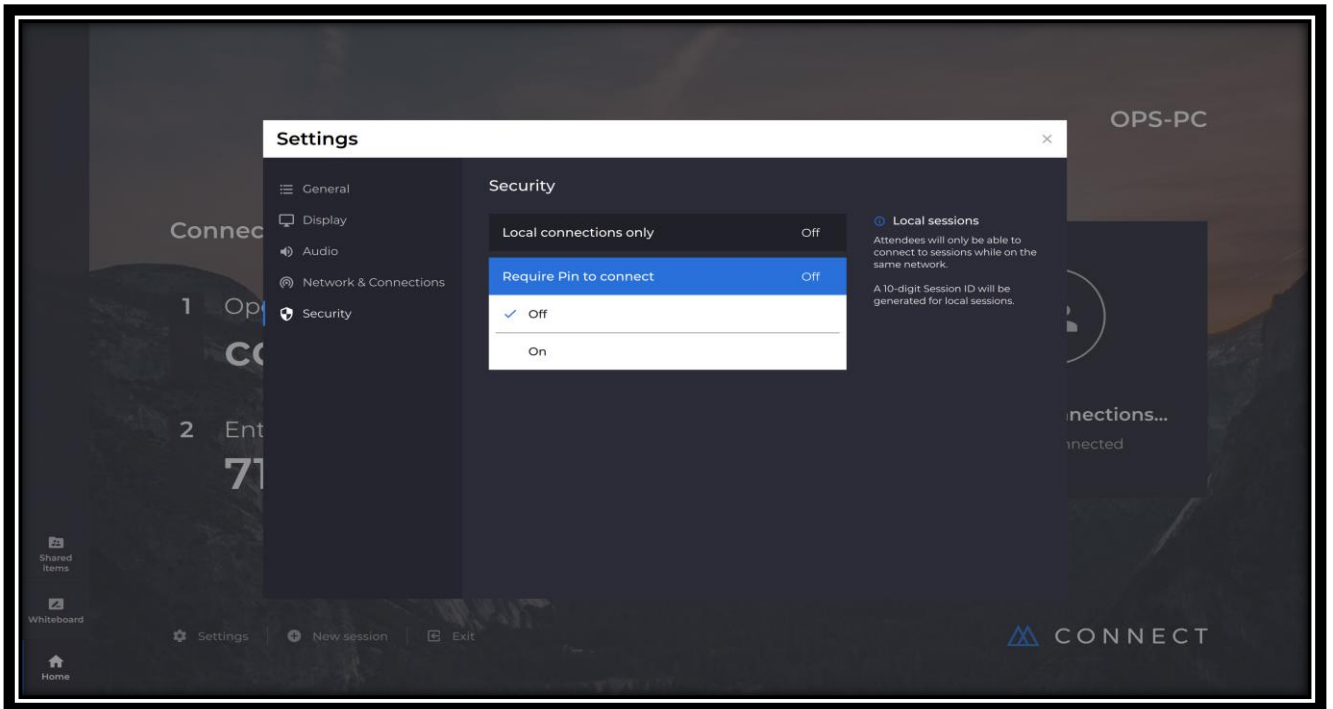 OPS-PC
Settings
General
Display
Audio
Network & Connections
Security
Security
Local connections only Off
Require Pin to connect Off
Off
On
Local sessions
Attendees will only be able to
connect to sessions while on the
same network.
A 10-digit Session ID will be
generated for local sessions.
Connec
1 Op
co
2 Ent
71
nnections...
nnected
Shared
items
Whiteboard
Home
Settings
New session
Exit
CONNECT